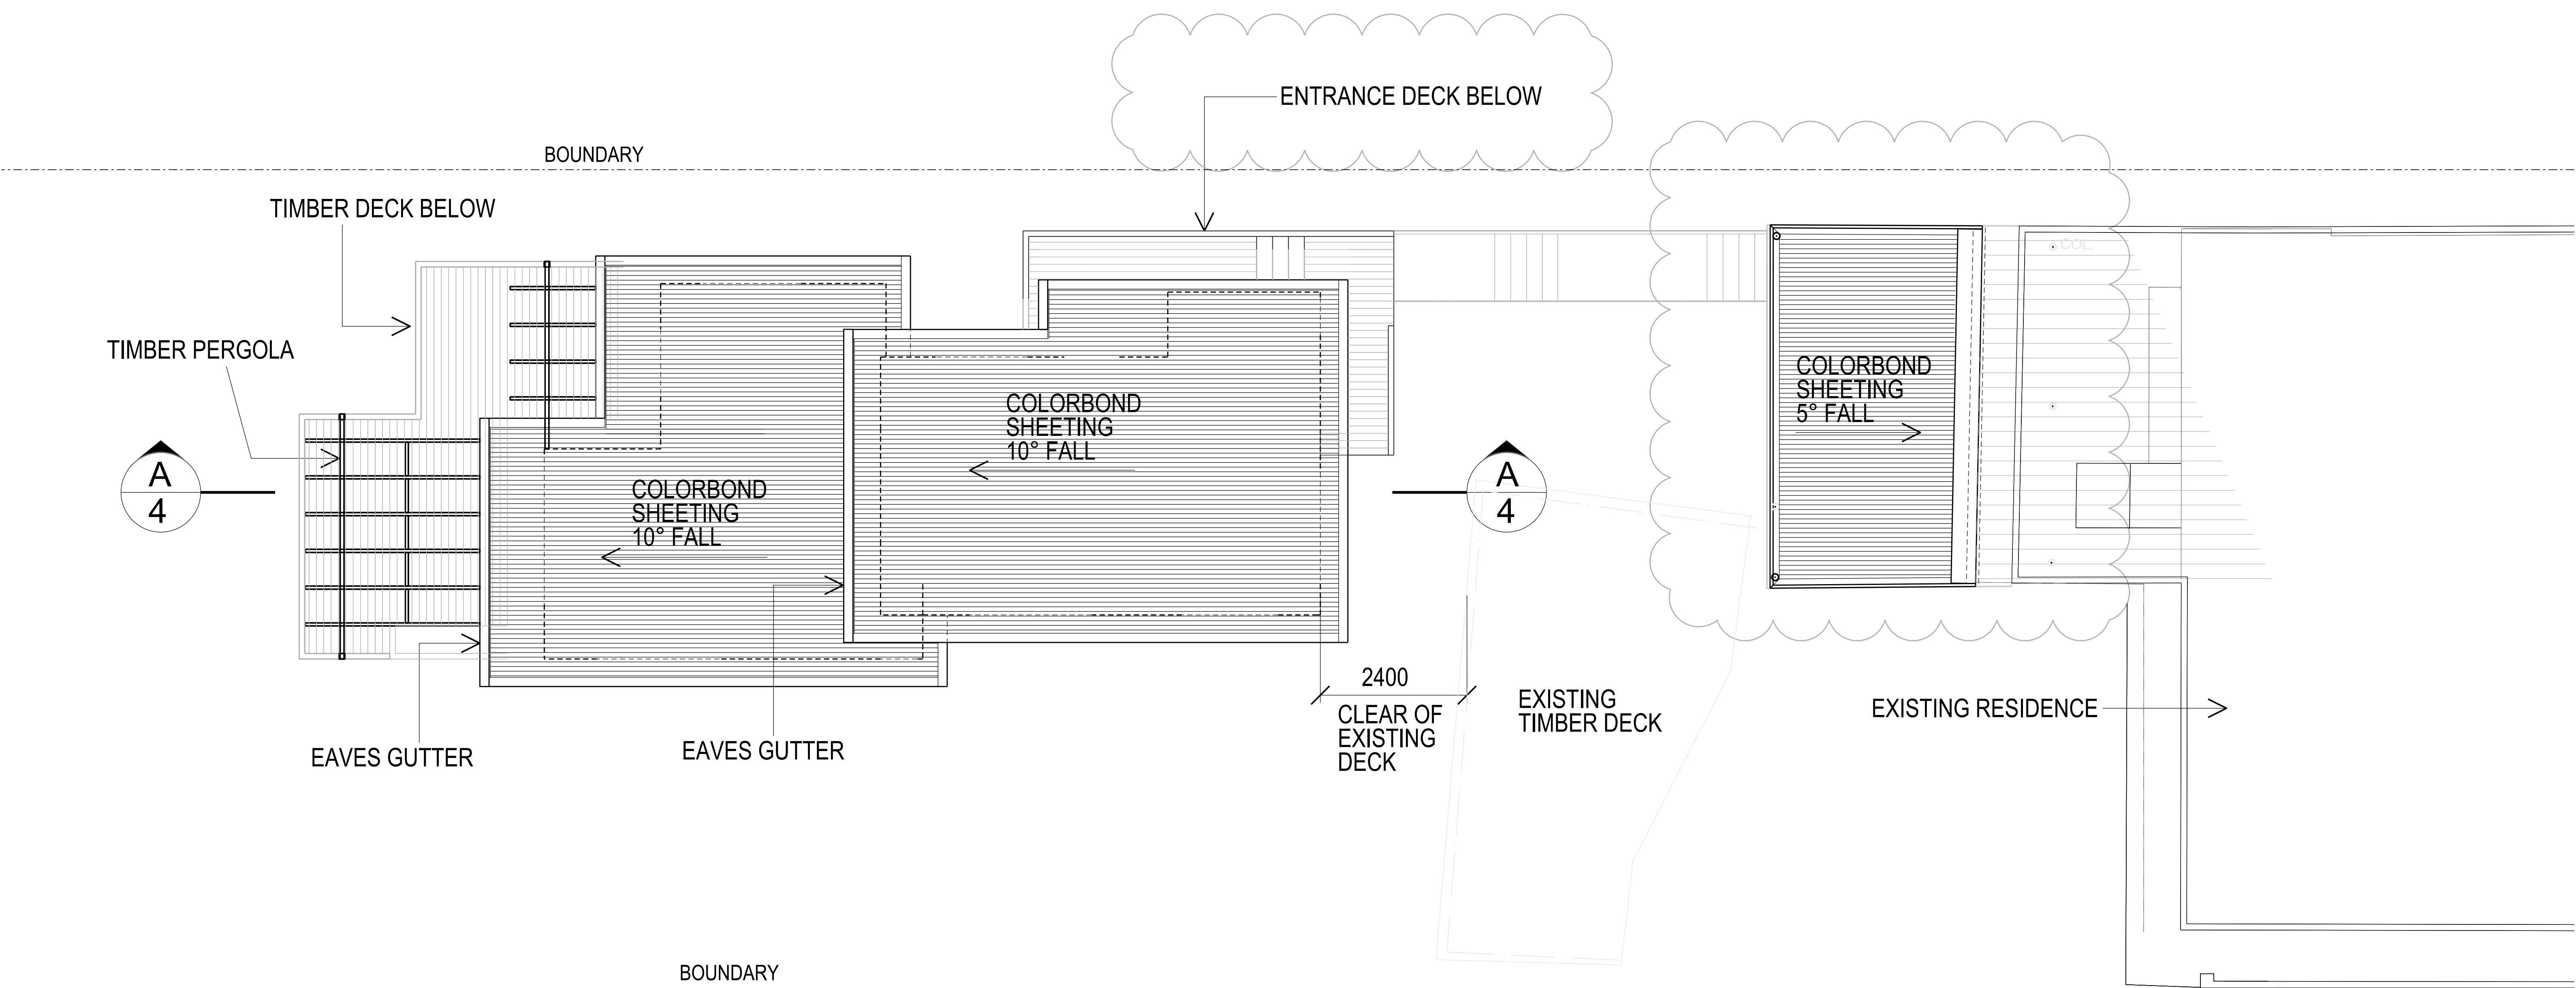 ENTRANCE DECK BELOW
BOUNDARY
TIMBER DECK BELOW
COL.
TIMBER PERGOLA
COLORBOND
SHEETING
5° FALL
COLORBOND
SHEETING
10° FALL
A
4
COLORBOND
SHEETING
10° FALL
A
4
2400
CLEAR OF
EXISTING
DECK
EXISTING
TIMBER DECK
EXISTING RESIDENCE
EAVES GUTTER
EAVES GUTTER
BOUNDARY